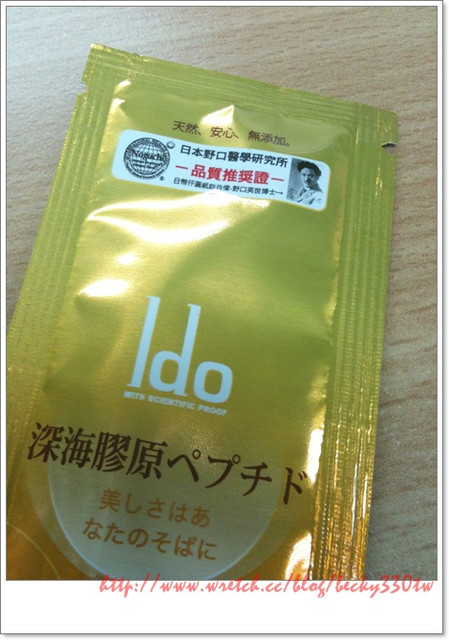 天然、安心、無添加。
Noguchi
日本野口醫學研究所
－品質推奨證－
日幣仟圓紙鈔肖像-野口英世博士→
Ido
WITH SCIENTIFIC PROOF
深海膠原ペプチド
美しさはあ
なたのそばに
http://www.wretch.cc/blog/becky330tw